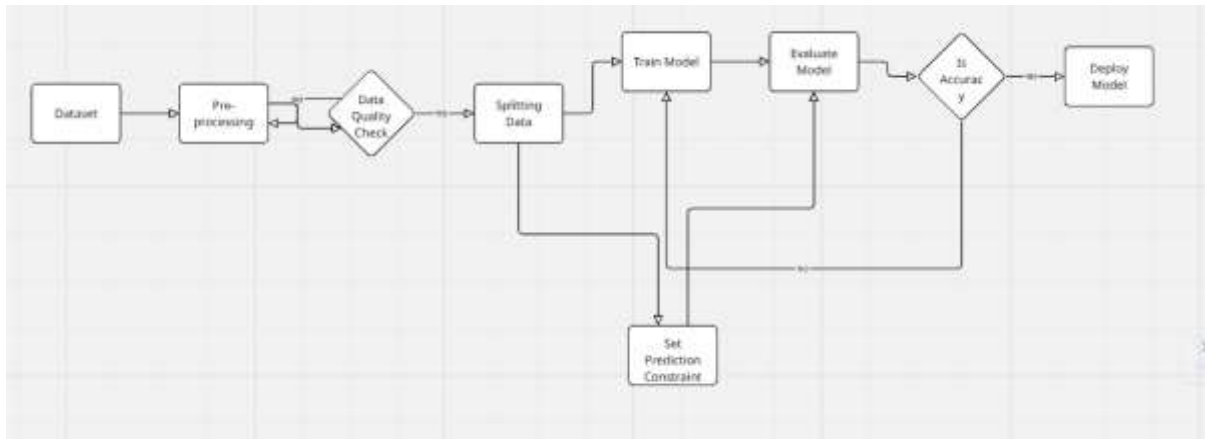 Dataset
Pre-
processing
Data
Quality
Check
Splitting
Data
Train Model
Evaluate
Model
Is
Accurac
y
Deploy
Model
Set
Prediction
Constraint